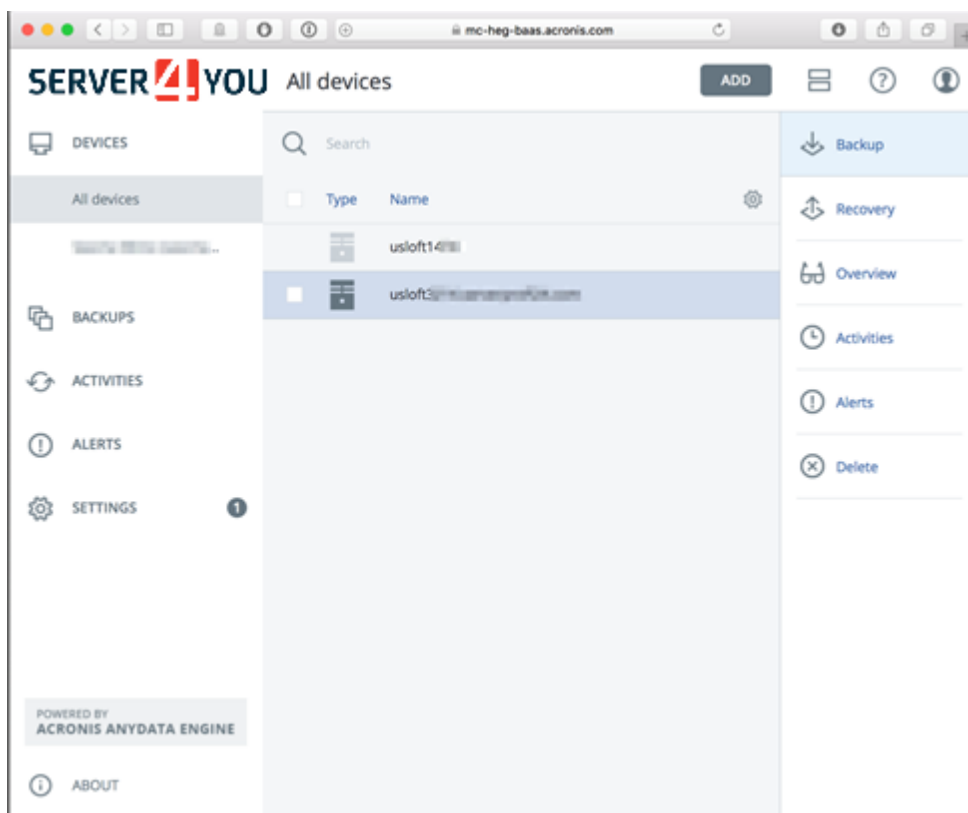 mc-heg-baas.acronis.com
SERVER4YOU
All devices
ADD
DEVICES
All devices
BACKUPS
ACTIVITIES
ALERTS
SETTINGS
1
POWERED BY
ACRONIS ANYDATA ENGINE
ABOUT
Search
Type Name
usloft14
usloft3
Backup
Recovery
Overview
Activities
Alerts
Delete